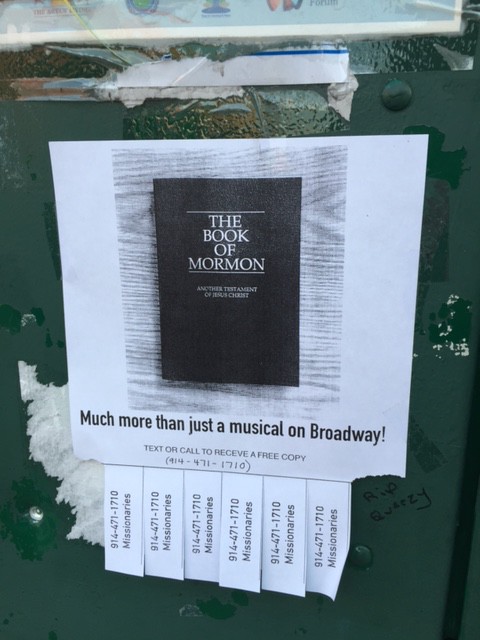 Forum
THE
BOOK
OF
MORMON
ANOTHER TESTAMENT
OF JESUS CHRIST
Much more than just a musical on Broadway!
TEXT OR CALL TO RECEVE A FREE COPY
(914-471-1710)
914-471-1710
Missionaries
914-471-1710
Missionaries
914-471-1710
Missionaries
914-471-1710
Missionaries
914-471-1710
Missionaries
914-471-1710
Missionaries
R.I.P
Quarzy